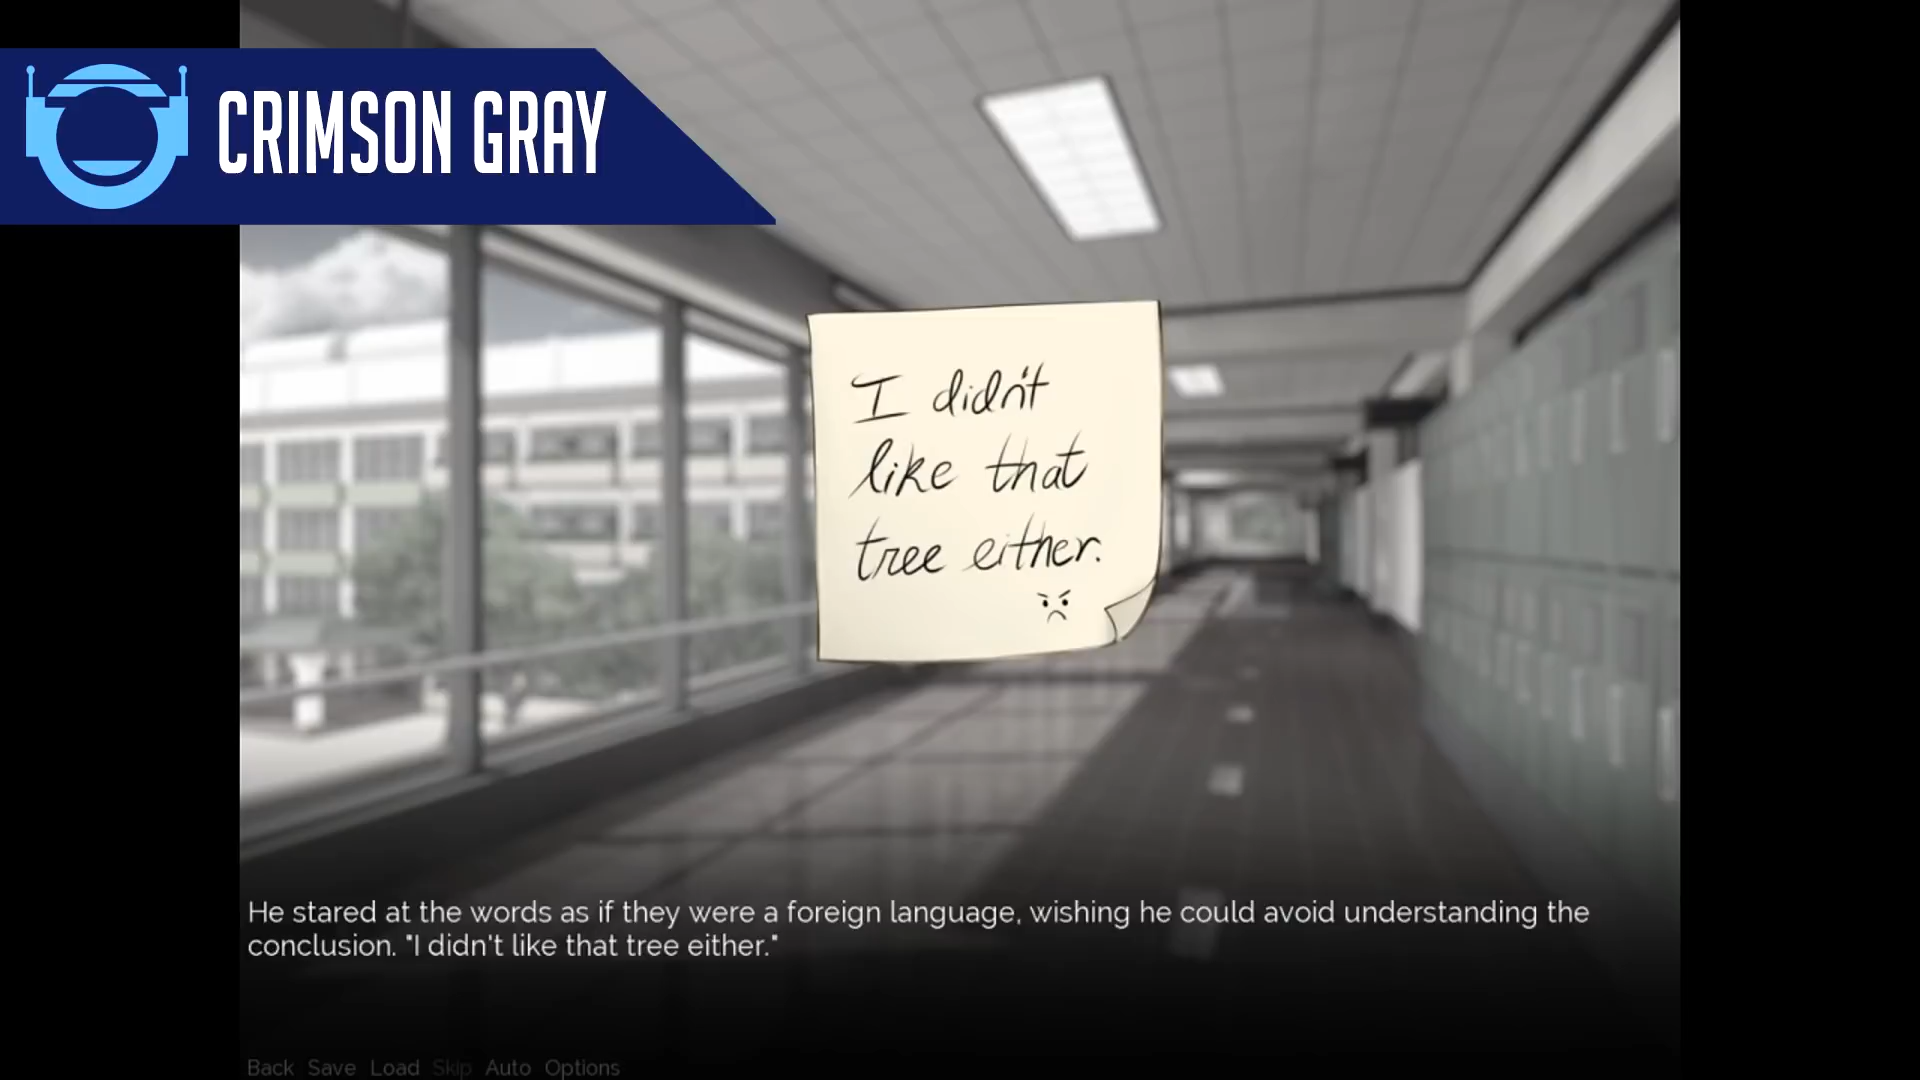 CRIMSON GRAY
I didn't
like that
tree either.
He stared at the words as if they were a foreign language, wishing he could avoid understanding the
conclusion. "I didn't like that tree either."
Back Save Load Skip Auto Options